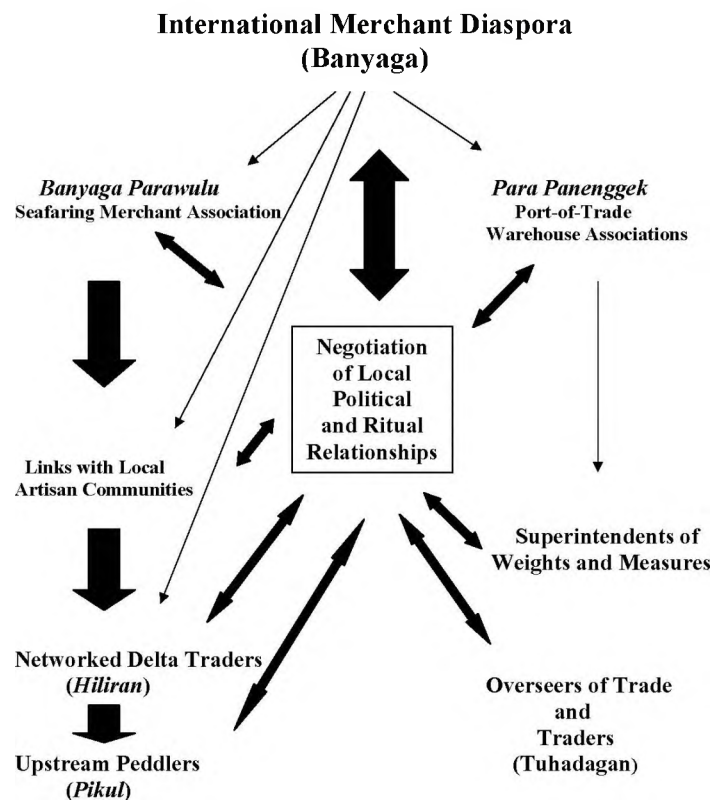 International Merchant Diaspora
(Banyaga)
Banyaga Parawulu
Seafaring Merchant Association
Para Panenggek
Port-of-Trade
Warehouse Associations
Negotiation
of Local
Political
and Ritual
Relationships
Links with Local
Artisan Communities
Superintendents of
Weights and Measures
Networked Delta Traders
(Hiliran)
Overseers of Trade
and
Traders
(Tuhadagan)
Upstream Peddlers
(Pikul)